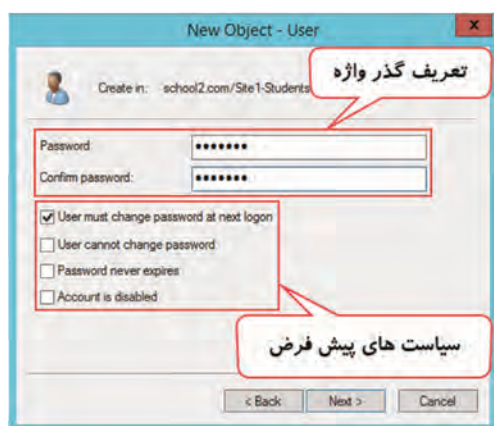 New Object - User
x
تعریف گذر واژه
Create in: school2.com/Site1-Students
Password
•••••••
Confirm password:
•••••••
User must change password at next logon
User cannot change password
Password never expires
Account is disabled
سیاست های پیش فرض
< Back
Next >
Cancel